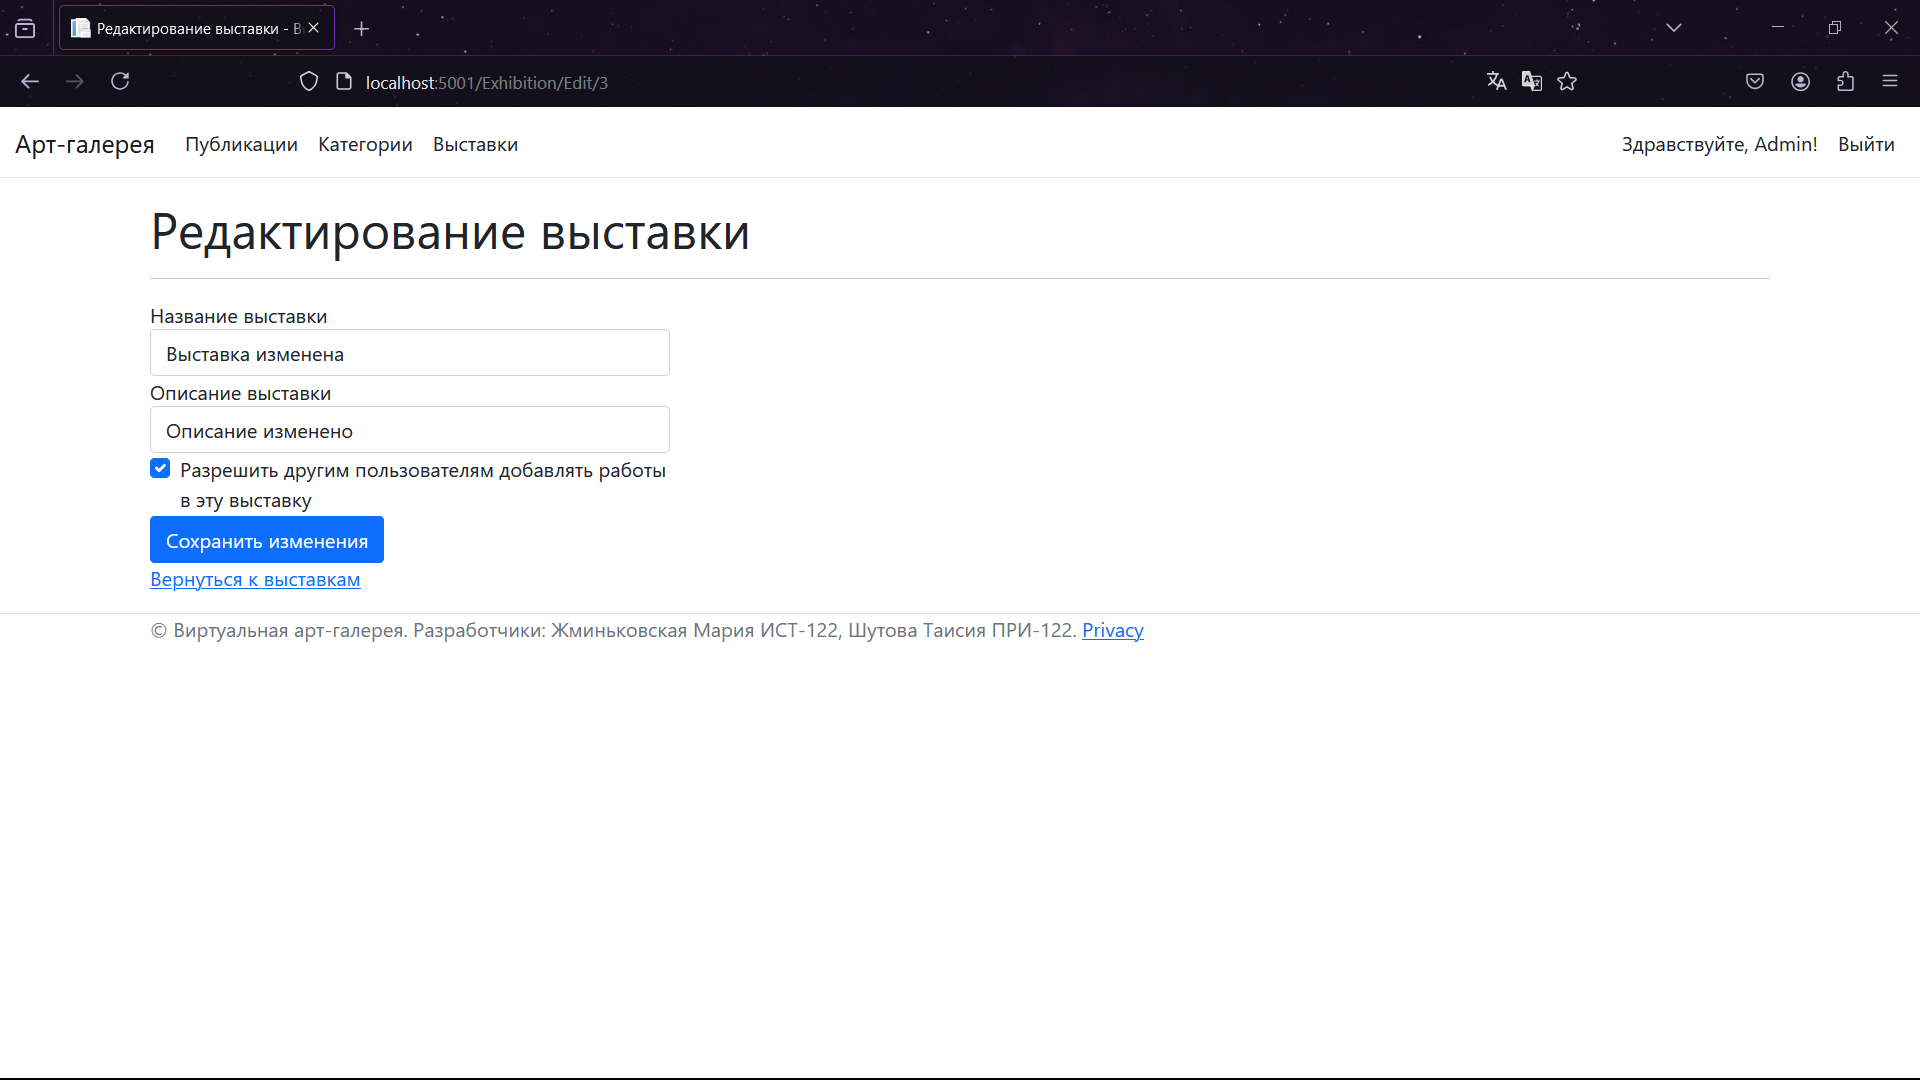 Редактирование выставки - В
localhost:5001/Exhibition/Edit/3
Арт-галерея Публикации Категории Выставки Здравствуйте, Admin! Выйти
Редактирование выставки
Название выставки
Выставка изменена
Описание выставки
Описание изменено
Разрешить другим пользователям добавлять работы
в эту выставку
Сохранить изменения
Вернуться к выставкам
© Виртуальная арт-галерея. Разработчики: Жминьковская Мария ИСТ-122, Шутова Таисия ПРИ-122. Privacy